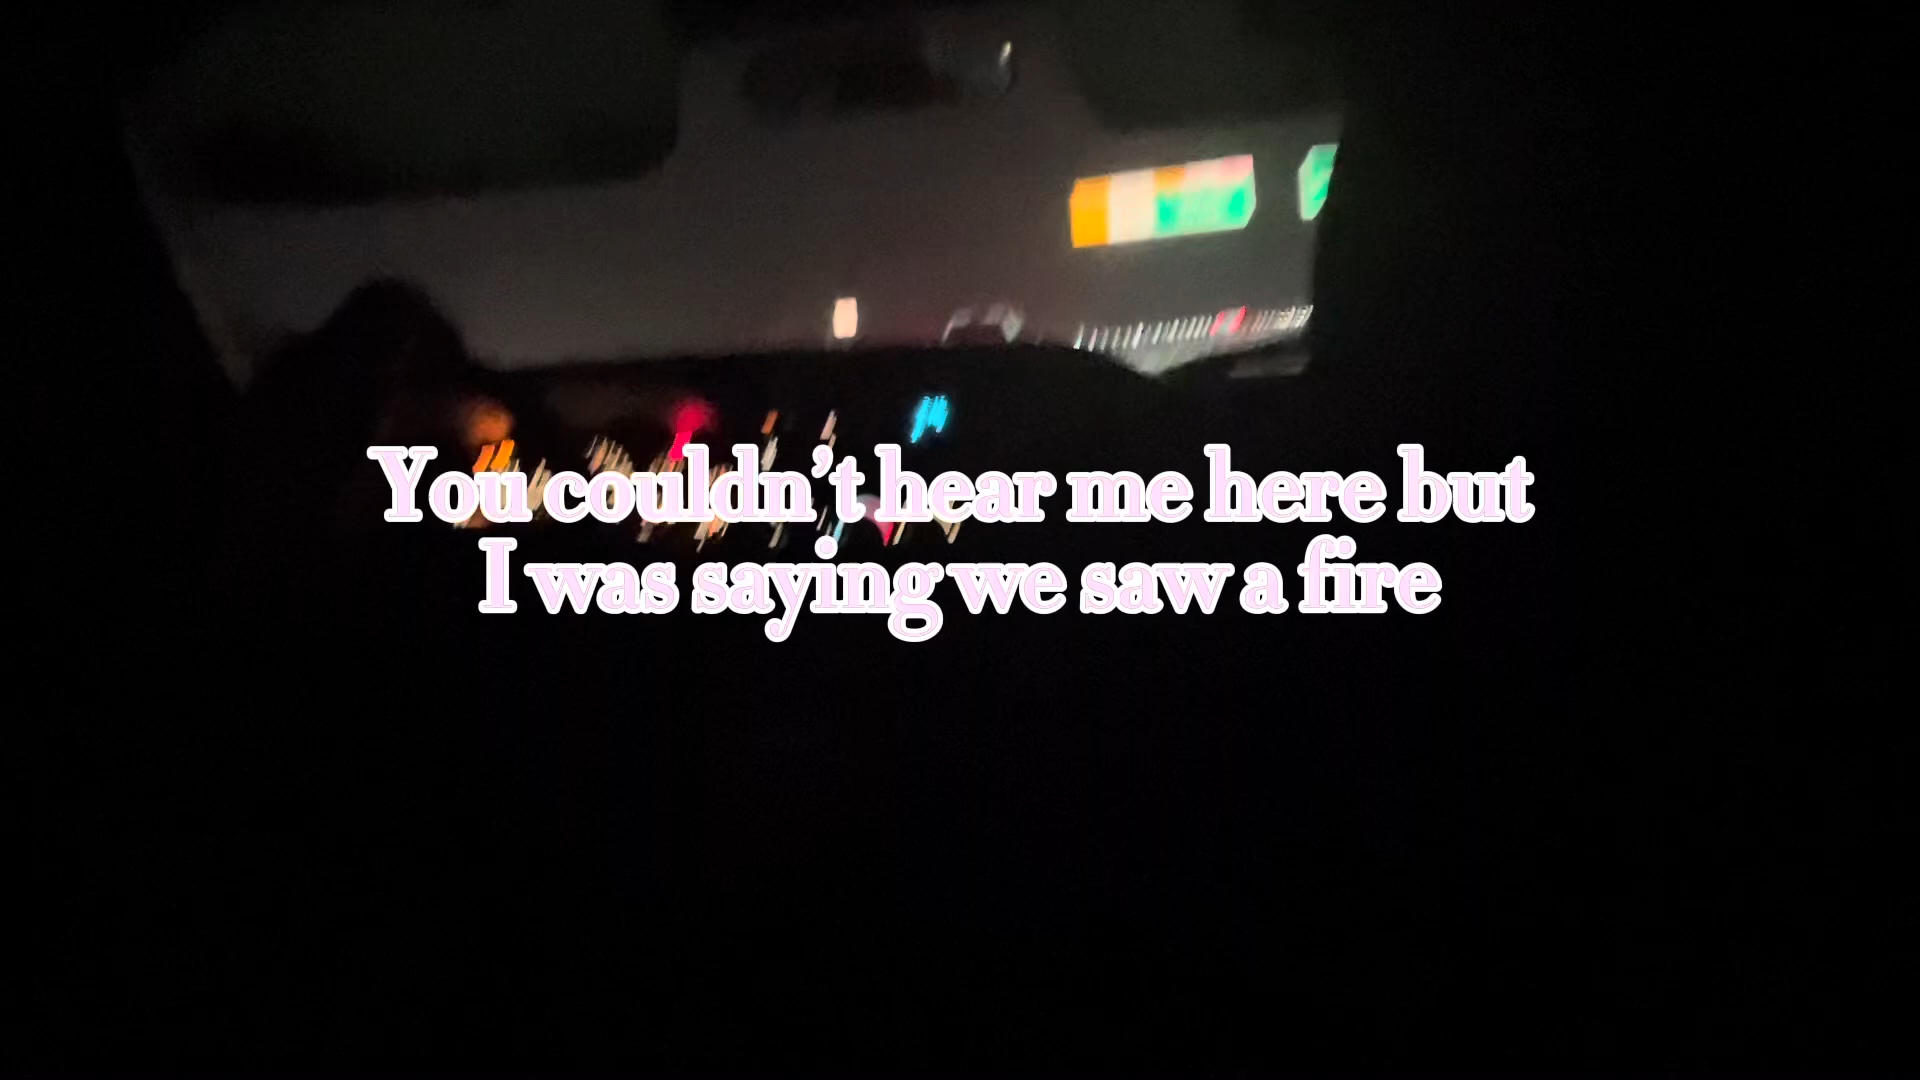 You couldn’t hear me here but
I was saying we saw a fire